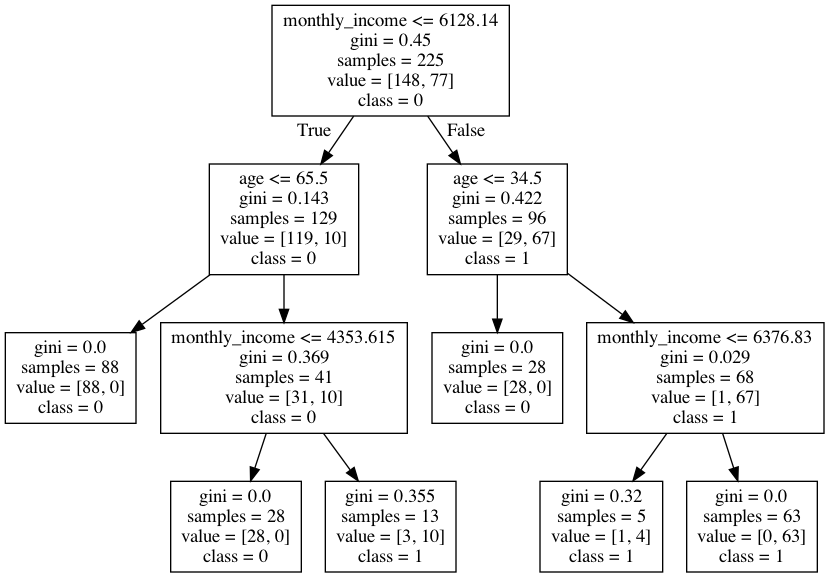 monthly_income <= 6128.14
gini = 0.45
samples = 225
value = [148, 77]
class = 0
True
False
age <= 65.5
gini = 0.143
samples = 129
value = [119, 10]
class = 0
age <= 34.5
gini = 0.422
samples = 96
value = [29, 67]
class = 1
gini = 0.0
samples = 88
value = [88, 0]
class = 0
monthly_income <= 4353.615
gini = 0.369
samples = 41
value = [31, 10]
class = 0
gini = 0.0
samples = 28
value = [28, 0]
class = 0
monthly_income <= 6376.83
gini = 0.029
samples = 68
value = [1, 67]
class = 1
gini = 0.0
samples = 28
value = [28, 0]
class = 0
gini = 0.355
samples = 13
value = [3, 10]
class = 1
gini = 0.32
samples = 5
value = [1, 4]
class = 1
gini = 0.0
samples = 63
value = [0, 63]
class = 1